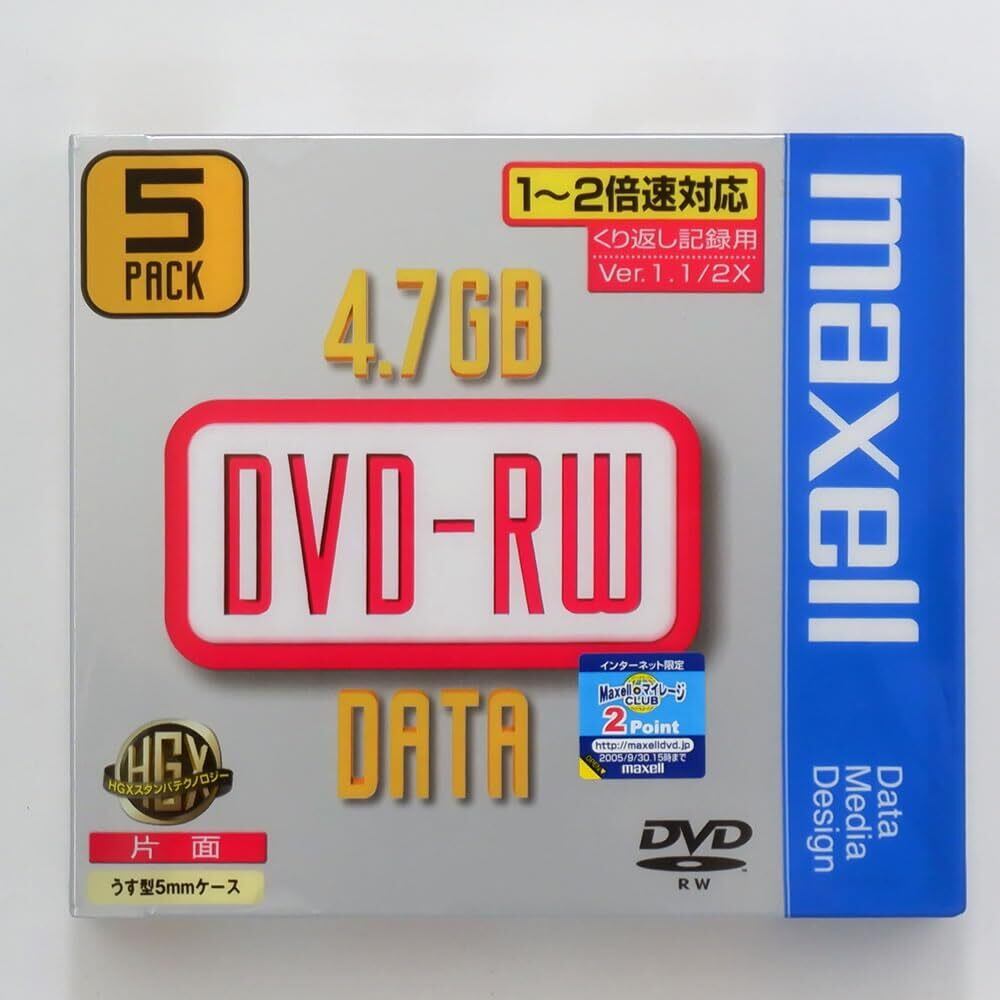 5
PACK
1～2倍速対応
くり返し記録用
Ver.1.1/2X
4.7GB
DVD-RW
DATA
インターネット限定
Maxellマイレージ
CLUB
2Point
http://maxelldvd.jp
2005/9/30.15時まで
OPEN▼
maxell
HGX
HGXスタンパテクノロジー
片面
うす型5mmケース
DVD
RW
maxell
Data
Media
Design